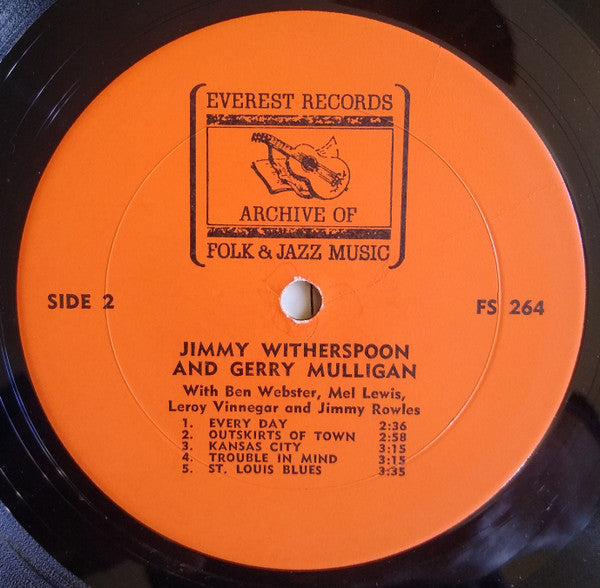 EVEREST RECORDS
ARCHIVE OF
FOLK & JAZZ MUSIC
SIDE 2
FS 264
JIMMY WITHERSPOON
AND GERRY MULLIGAN
With Ben Webster, Mel Lewis,
Leroy Vinnegar and Jimmy Rowles
1. EVERY DAY 2:36
2. OUTSKIRTS OF TOWN 2:58
3. KANSAS CITY 3:15
4. TROUBLE IN MIND 3:15
5. ST. LOUIS BLUES 3:35